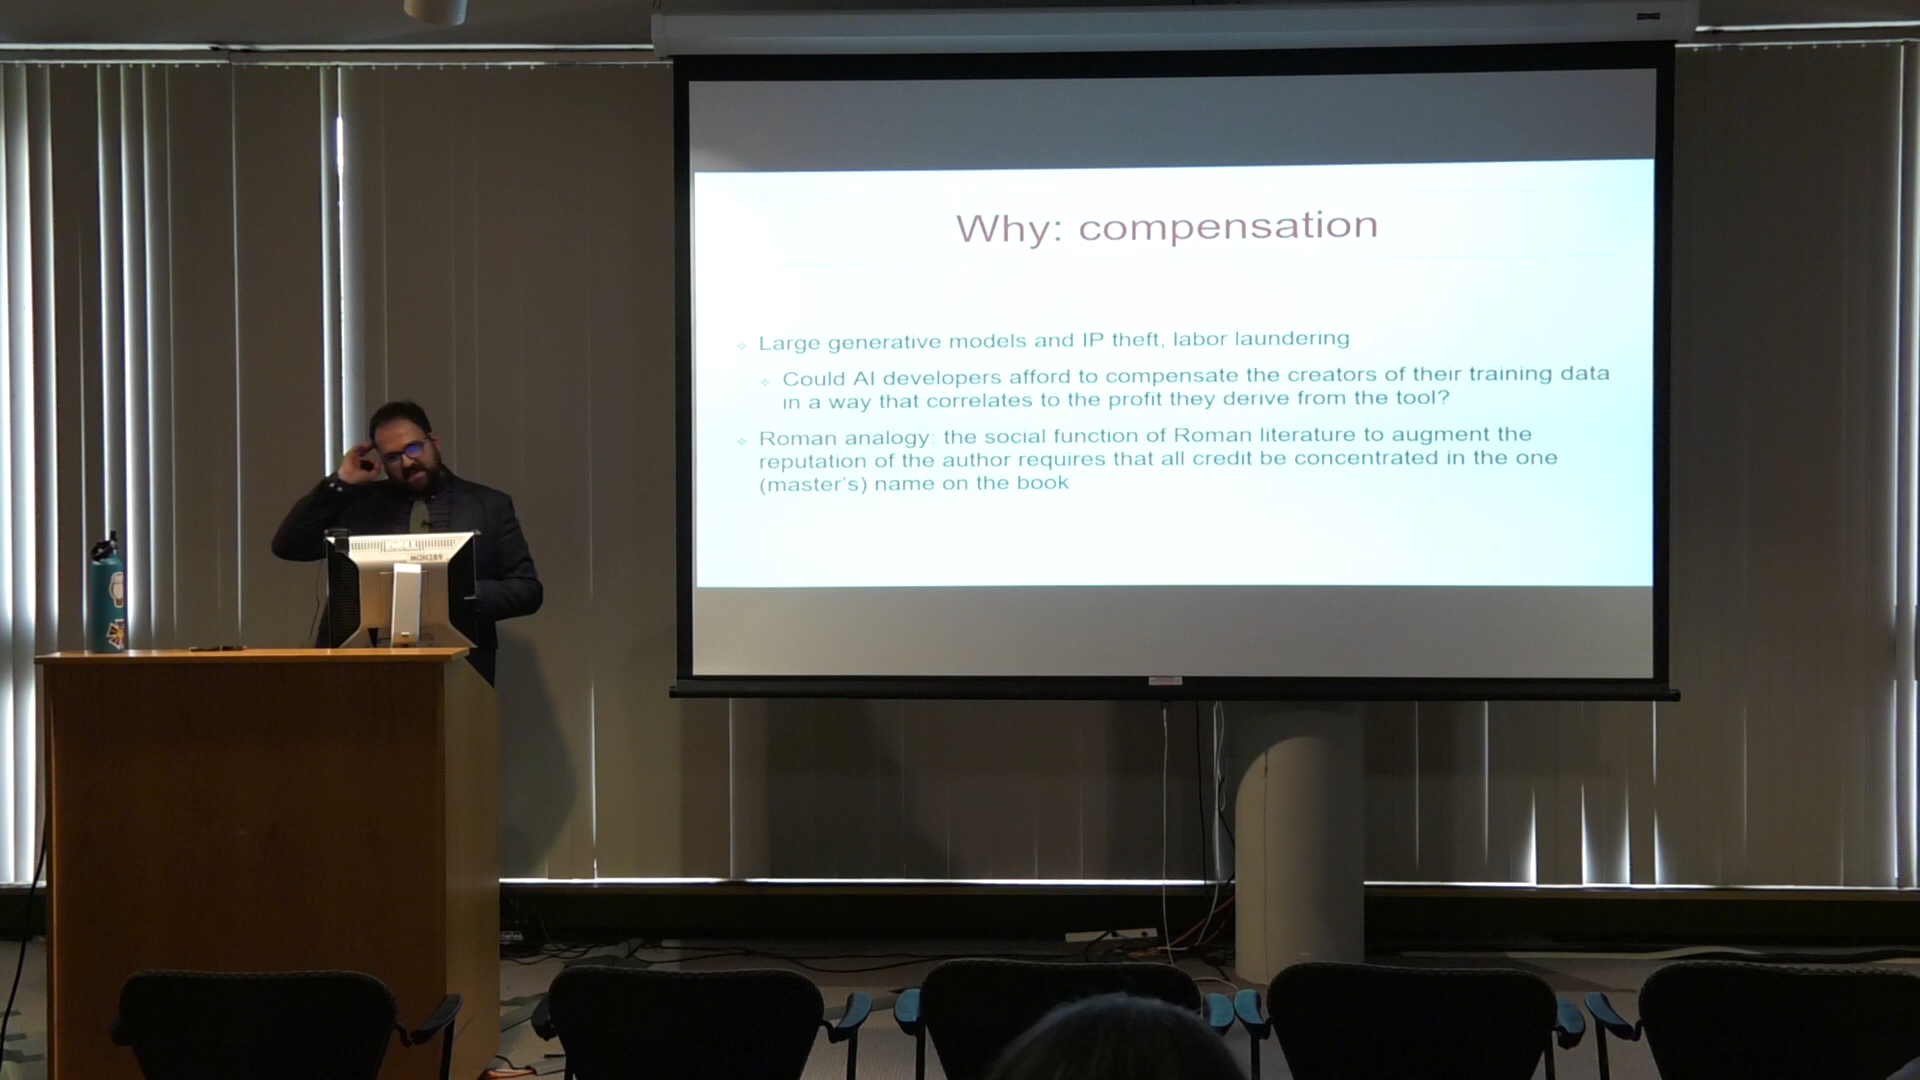 Why: compensation
Large generative models and IP theft, labor laundering
Could AI developers afford to compensate the creators of their training data
in a way that correlates to the profit they derive from the tool?
Roman analogy: the social function of Roman literature to augment the
reputation of the author requires that all credit be concentrated in the one
(master's) name on the book